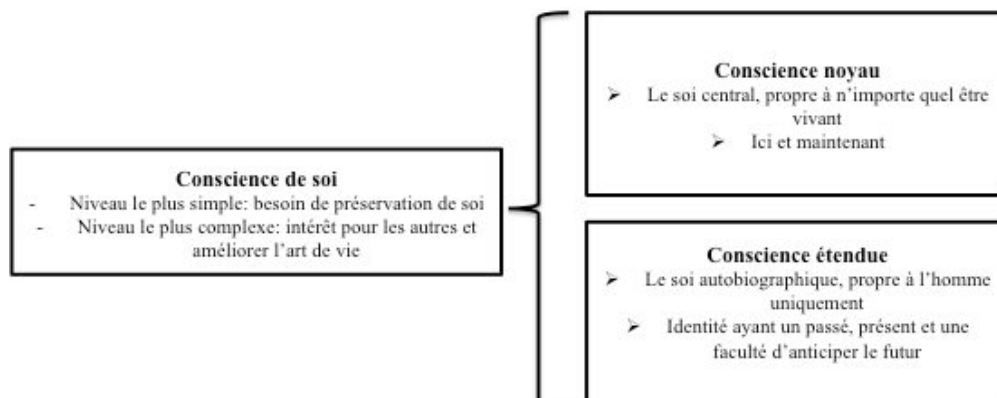 Conscience de soi
- Niveau le plus simple: besoin de préservation de soi
- Niveau le plus complexe: intérêt pour les autres et
améliorer l'art de vie
Conscience noyau
➢ Le soi central, propre à n'importe quel être
vivant
➢ Ici et maintenant
Conscience étendue
➢ Le soi autobiographique, propre à l'homme
uniquement
➢ Identité ayant un passé, présent et une
faculté d'anticiper le futur